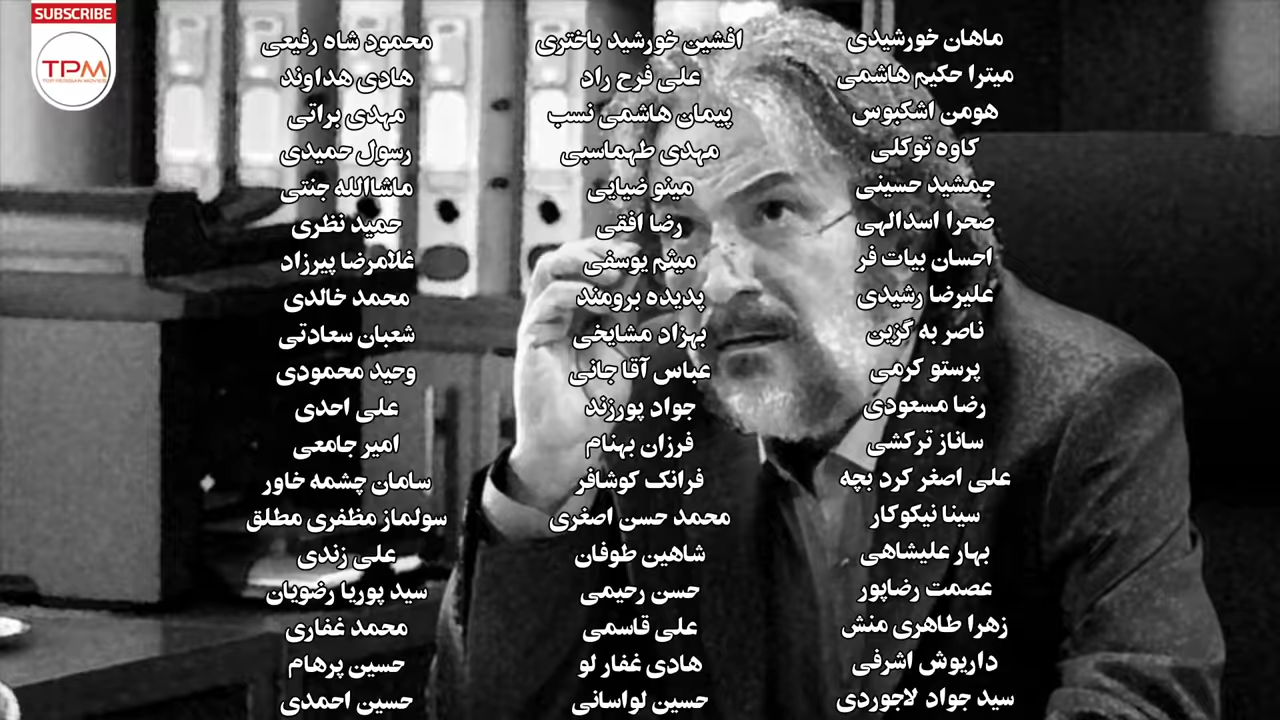 SUBSCRIBE
TPM
TOP PERSIAN MOVIES
ماهان خورشیدی
میترا حکیم هاشمی
هومن اشکبوس
کاوه توکلی
جمشید حسینی
صحرا اسدالهی
احسان بیات فر
علیرضا رشیدی
ناصر به گزین
پرستو کرمی
رضا مسعودی
ساناز ترکشی
علی اصغر کرد بچه
سینا نیکوکار
بهار علیشاهی
عصمت رضاپور
زهرا طاهری منش
داریوش اشرفی
سید جواد لاجوردی
افشین خورشید باختری
علی فرح راد
پیمان هاشمی نسب
مهدی طهماسبی
مینو ضیایی
رضا افقی
میثم یوسفی
پدیده برومند
بهزاد مشایخی
عباس آقا جانی
جواد پورزند
فرزان بهنام
فرانک کوشافر
محمد حسن اصغری
شاهین طوفان
حسن رحیمی
علی قاسمی
هادی غفار لو
حسین لواسانی
محمود شاه رفیعی
هادی هداوند
مهدی براتی
رسول حمیدی
ماشاالله جنتی
حمید نظری
غلامرضا پیرزاد
محمد خالدی
شعبان سعادتی
وحید محمودی
علی احدی
امیر جامعی
سامان چشمه خاور
سولماز مظفری مطلق
علی زندی
سید پوریا رضویان
محمد غفاری
حسین پرهام
حسین احمدی